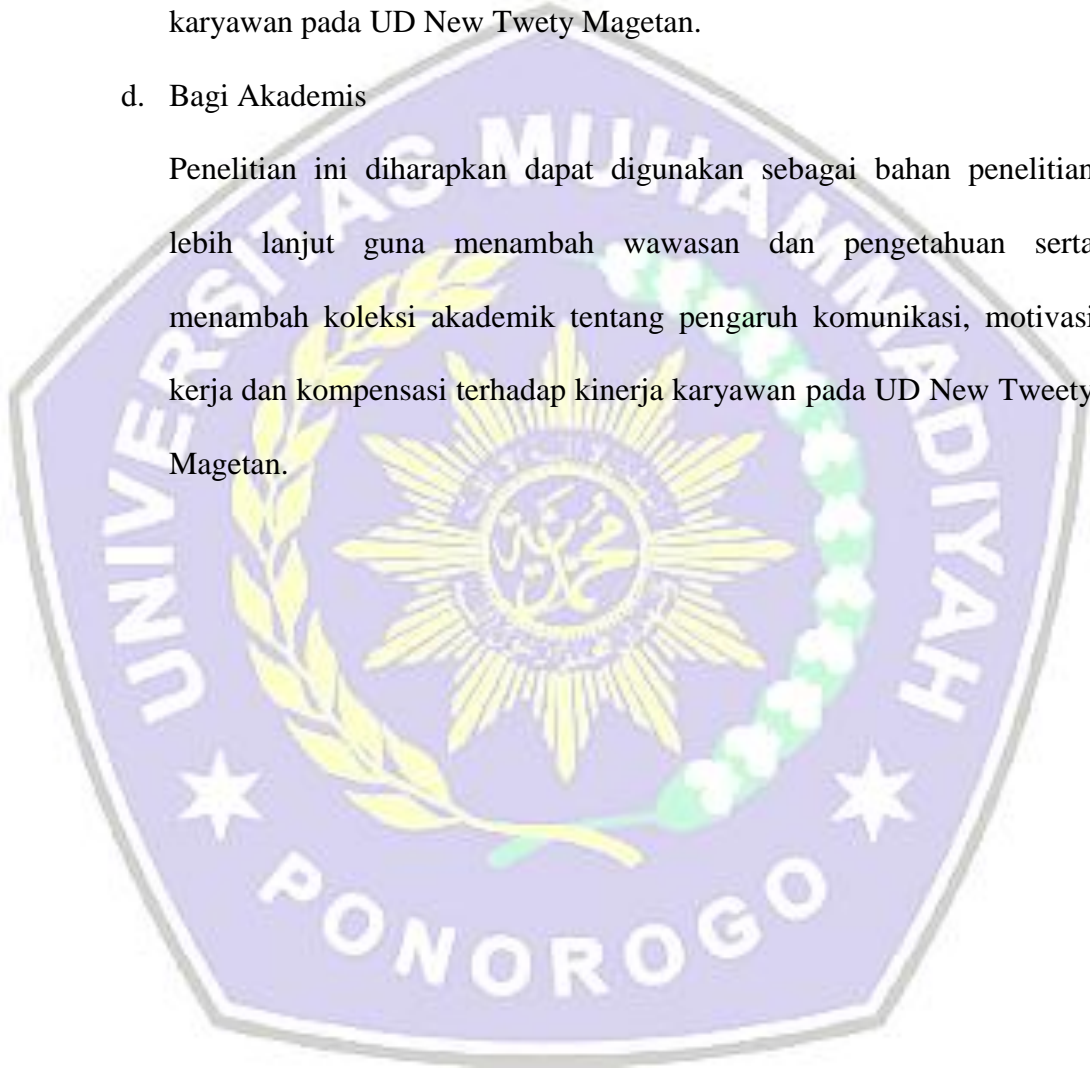 karyawan pada UD New Twety Magetan.
d. Bagi Akademis
Penelitian ini diharapkan dapat digunakan sebagai bahan penelitian
lebih lanjut guna menambah wawasan dan pengetahuan serta
menambah koleksi akademik tentang pengaruh komunikasi, motivasi
kerja dan kompensasi terhadap kinerja karyawan pada UD New Tweety
Magetan.
UNIVERSITAS MUHAMMADIYAH
PONOROGO